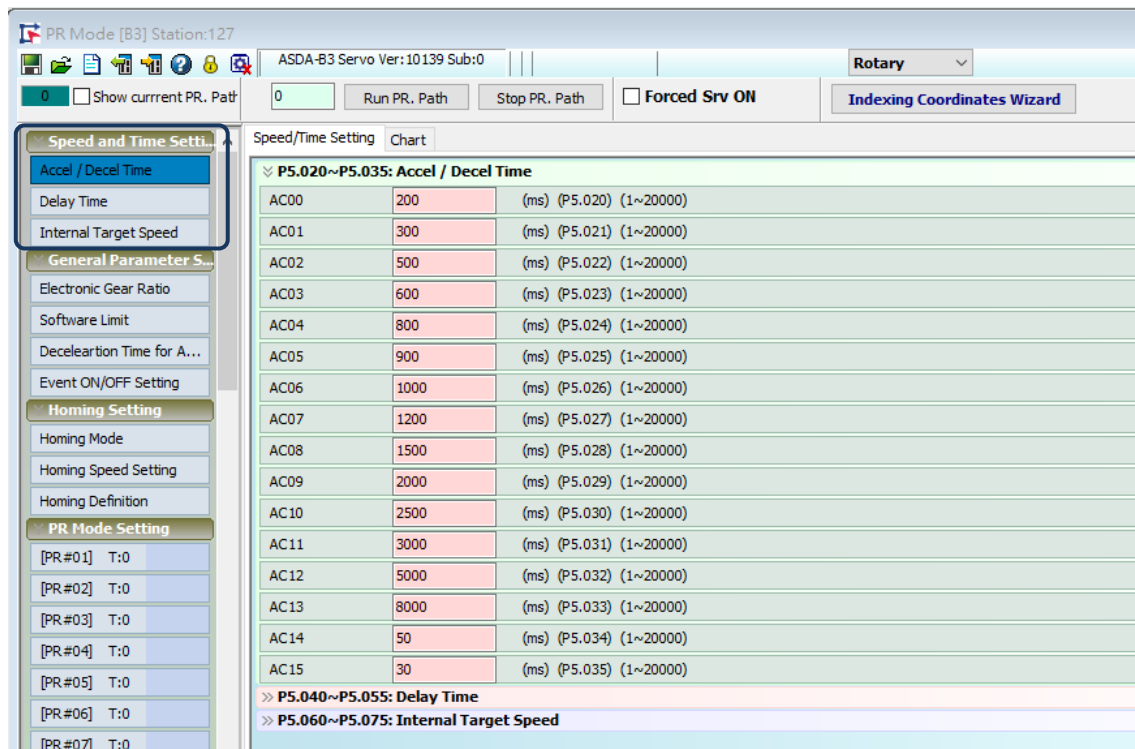 PR Mode [B3] Station:127
ASDA-B3 Servo Ver:10139 Sub:0
Rotary
0 Show currrent PR. Path 0 Run PR. Path Stop PR. Path Forced Srv ON Indexing Coordinates Wizard
Speed and Time Setti...
Accel / Decel Time
Delay Time
Internal Target Speed
General Parameter S...
Electronic Gear Ratio
Software Limit
Deceleartion Time for A...
Event ON/OFF Setting
Homing Setting
Homing Mode
Homing Speed Setting
Homing Definition
PR Mode Setting
[PR#01] T:0
[PR#02] T:0
[PR#03] T:0
[PR#04] T:0
[PR#05] T:0
[PR#06] T:0
[PR#07] T:0
Speed/Time Setting Chart
P5.020~P5.035: Accel / Decel Time
AC00 200 (ms) (P5.020) (1~20000)
AC01 300 (ms) (P5.021) (1~20000)
AC02 500 (ms) (P5.022) (1~20000)
AC03 600 (ms) (P5.023) (1~20000)
AC04 800 (ms) (P5.024) (1~20000)
AC05 900 (ms) (P5.025) (1~20000)
AC06 1000 (ms) (P5.026) (1~20000)
AC07 1200 (ms) (P5.027) (1~20000)
AC08 1500 (ms) (P5.028) (1~20000)
AC09 2000 (ms) (P5.029) (1~20000)
AC10 2500 (ms) (P5.030) (1~20000)
AC11 3000 (ms) (P5.031) (1~20000)
AC12 5000 (ms) (P5.032) (1~20000)
AC13 8000 (ms) (P5.033) (1~20000)
AC14 50 (ms) (P5.034) (1~20000)
AC15 30 (ms) (P5.035) (1~20000)
P5.040~P5.055: Delay Time
P5.060~P5.075: Internal Target Speed